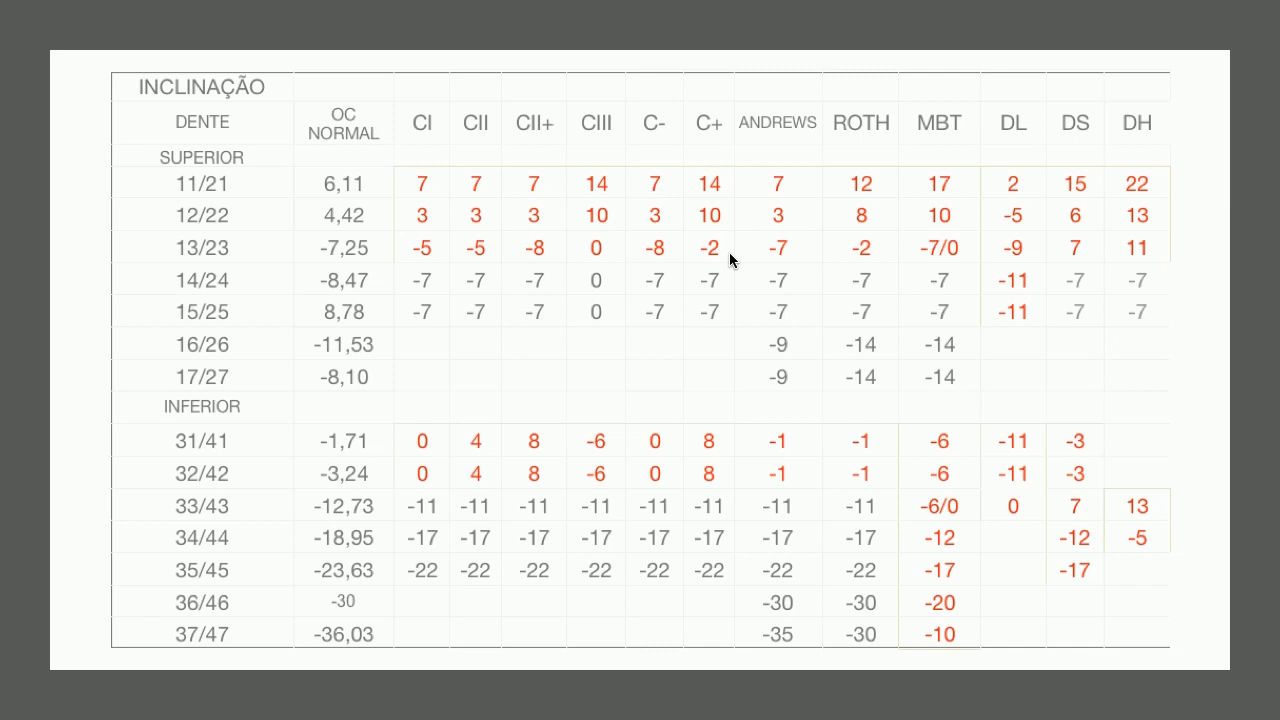 INCLINAÇÃO
DENTE OC NORMAL CI CII CII+ CIII C- C+ ANDREWS ROTH MBT DL DS DH
SUPERIOR
11/21 6,11 7 7 7 14 7 14 7 12 17 2 15 22
12/22 4,42 3 3 3 10 3 10 3 8 10 -5 6 13
13/23 -7,25 -5 -5 -8 0 -8 -2 -7 -2 -7/0 -9 7 11
14/24 -8,47 -7 -7 -7 0 -7 -7 -7 -7 -7 -11 -7 -7
15/25 8,78 -7 -7 -7 0 -7 -7 -7 -7 -7 -11 -7 -7
16/26 -11,53 -9 -14 -14
17/27 -8,10 -9 -14 -14
INFERIOR
31/41 -1,71 0 4 8 -6 0 8 -1 -1 -6 -11 -3
32/42 -3,24 0 4 8 -6 0 8 -1 -1 -6 -11 -3
33/43 -12,73 -11 -11 -11 -11 -11 -11 -11 -11 -6/0 0 7 13
34/44 -18,95 -17 -17 -17 -17 -17 -17 -17 -17 -12 -12 -5
35/45 -23,63 -22 -22 -22 -22 -22 -22 -22 -22 -17 -17
36/46 -30 -30 -30 -20
37/47 -36,03 -35 -30 -10